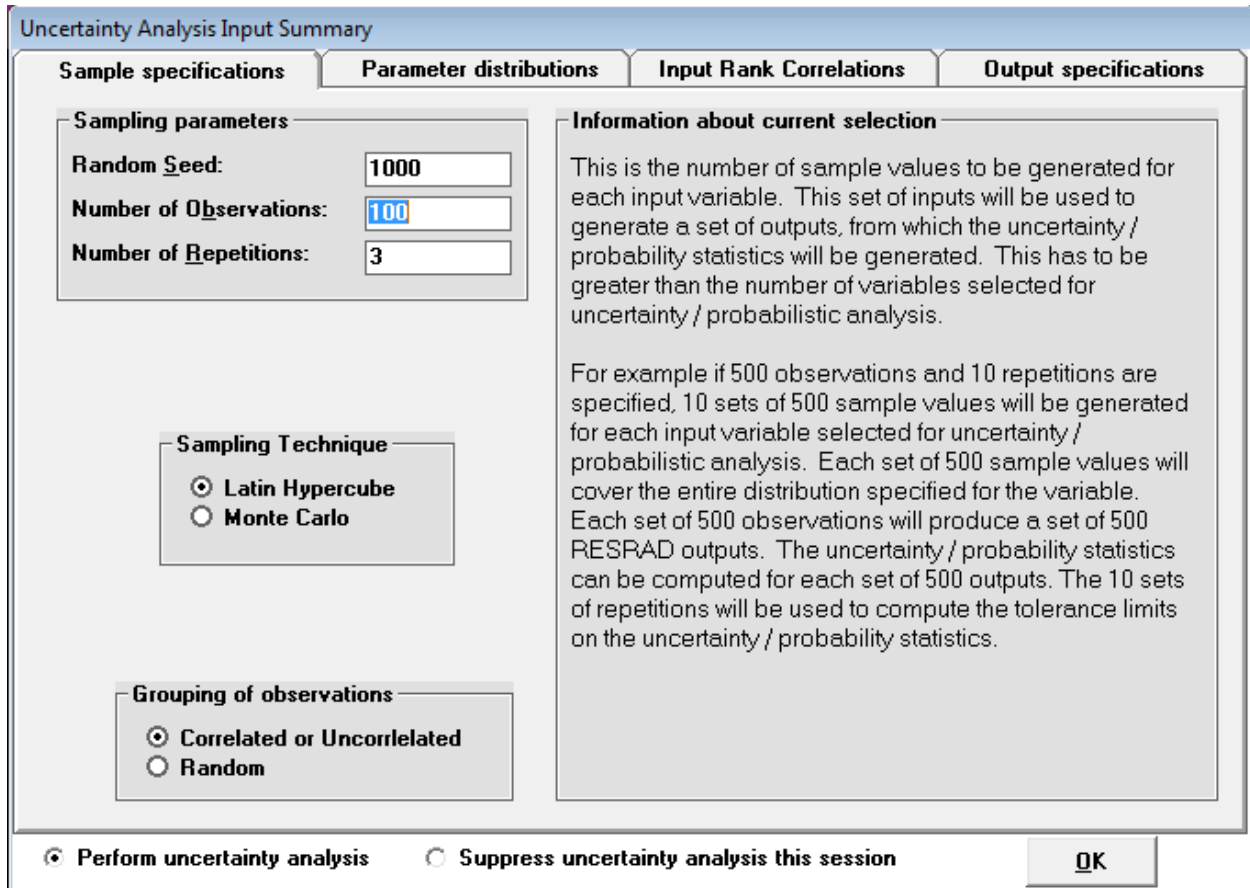 Uncertainty Analysis Input Summary
Sample specifications
Parameter distributions
Input Rank Correlations
Output specifications
Sampling parameters
Random Seed:
1000
Number of Observations:
100
Number of Repetitions:
3
Sampling Technique
Latin Hypercube
Monte Carlo
Grouping of observations
Correlated or Uncorrlelated
Random
Information about current selection
This is the number of sample values to be generated for
each input variable. This set of inputs will be used to
generate a set of outputs, from which the uncertainty /
probability statistics will be generated. This has to be
greater than the number of variables selected for
uncertainty / probabilistic analysis.
For example if 500 observations and 10 repetitions are
specified, 10 sets of 500 sample values will be generated
for each input variable selected for uncertainty /
probabilistic analysis. Each set of 500 sample values will
cover the entire distribution specified for the variable.
Each set of 500 observations will produce a set of 500
RESRAD outputs. The uncertainty / probability statistics
can be computed for each set of 500 outputs. The 10 sets
of repetitions will be used to compute the tolerance limits
on the uncertainty / probability statistics.
Perform uncertainty analysis
Suppress uncertainty analysis this session
OK